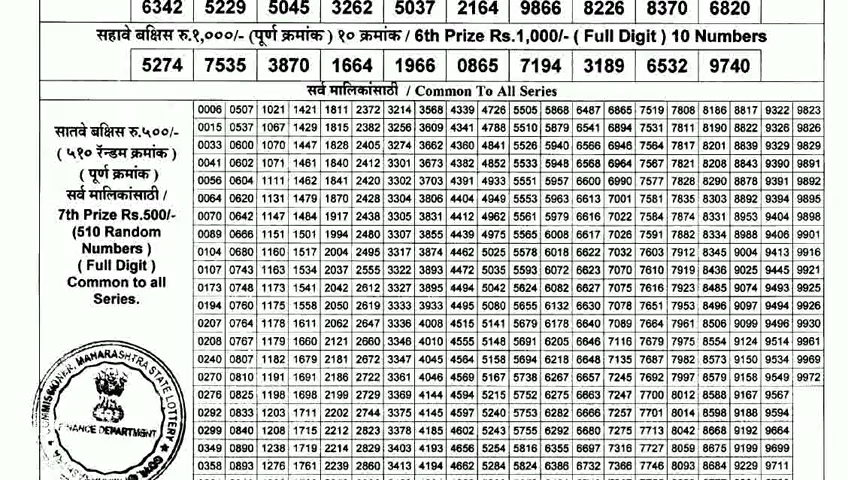 6342 5229 5045 3262 5037 2164 9866 8226 8370 6820
सहावे बक्षिस रु.१,०००/- (पूर्ण क्रमांक) १० क्रमांक / 6th Prize Rs.1,000/- ( Full Digit ) 10 Numbers
5274 7535 3870 1664 1966 0865 7194 3189 6532 9740
सर्व मालिकांसाठी / Common To All Series
सातवे बक्षिस रु.५००/-
( ५१० रॅन्डम क्रमांक )
( पूर्ण क्रमांक )
सर्व मालिकांसाठी /
7th Prize Rs.500/-
(510 Random
Numbers )
( Full Digit )
Common to all
Series.
0006 0507 1021 1421 1811 2372 3214 3568 4339 4726 5505 5868 6487 6865 7519 7808 8186 8817 9322 9823
0015 0537 1067 1429 1815 2382 3256 3609 4341 4788 5510 5879 6541 6894 7531 7811 8190 8822 9326 9826
0033 0600 1070 1447 1828 2405 3274 3662 4360 4841 5526 5940 6566 6946 7564 7817 8201 8839 9329 9829
0041 0602 1071 1461 1840 2412 3301 3673 4382 4852 5533 5948 6568 6964 7567 7821 8208 8843 9390 9891
0056 0604 1111 1462 1841 2420 3302 3703 4391 4933 5551 5957 6600 6990 7577 7828 8290 8878 9391 9892
0064 0620 1131 1479 1870 2428 3304 3806 4404 4949 5553 5963 6613 7001 7581 7835 8303 8892 9394 9895
0070 0642 1147 1484 1917 2438 3305 3831 4412 4962 5561 5979 6616 7022 7584 7874 8331 8953 9404 9898
0089 0666 1151 1501 1994 2480 3307 3855 4439 4975 5565 6008 6617 7026 7591 7882 8334 8988 9406 9901
0104 0680 1160 1517 2004 2495 3317 3874 4462 5025 5578 6018 6622 7032 7603 7912 8345 9004 9413 9916
0107 0743 1163 1534 2037 2555 3322 3893 4472 5035 5593 6072 6623 7070 7610 7919 8436 9025 9445 9921
0173 0748 1173 1541 2042 2612 3327 3895 4494 5042 5624 6082 6627 7075 7616 7923 8485 9074 9493 9925
0194 0760 1175 1558 2050 2619 3333 3933 4495 5080 5655 6132 6630 7078 7651 7953 8496 9097 9494 9926
0207 0764 1178 1611 2062 2647 3336 4008 4515 5141 5679 6178 6640 7089 7664 7961 8506 9099 9496 9930
0208 0767 1179 1660 2121 2660 3346 4010 4555 5148 5691 6205 6646 7116 7679 7975 8554 9124 9514 9961
0240 0807 1182 1679 2181 2672 3347 4045 4564 5158 5694 6218 6648 7135 7687 7982 8573 9150 9534 9969
0270 0810 1191 1691 2186 2722 3361 4046 4569 5167 5738 6267 6657 7245 7692 7997 8579 9158 9549 9972
0276 0825 1198 1698 2199 2729 3369 4144 4594 5215 5752 6275 6663 7247 7700 8012 8588 9167 9567
0292 0833 1203 1711 2202 2744 3375 4145 4597 5240 5753 6282 6666 7257 7701 8014 8598 9188 9594
0299 0840 1208 1715 2212 2823 3378 4185 4602 5243 5755 6292 6680 7275 7713 8042 8668 9192 9664
0349 0890 1238 1719 2214 2829 3403 4193 4656 5254 5816 6355 6697 7316 7727 8059 8675 9199 9699
0358 0893 1276 1761 2239 2860 3413 4194 4662 5284 5824 6386 6732 7366 7746 8093 8684 9229 9711
COMMISSIONER, MAHARASHTRA STATE LOTTERY
FINANCE DEPARTMENT